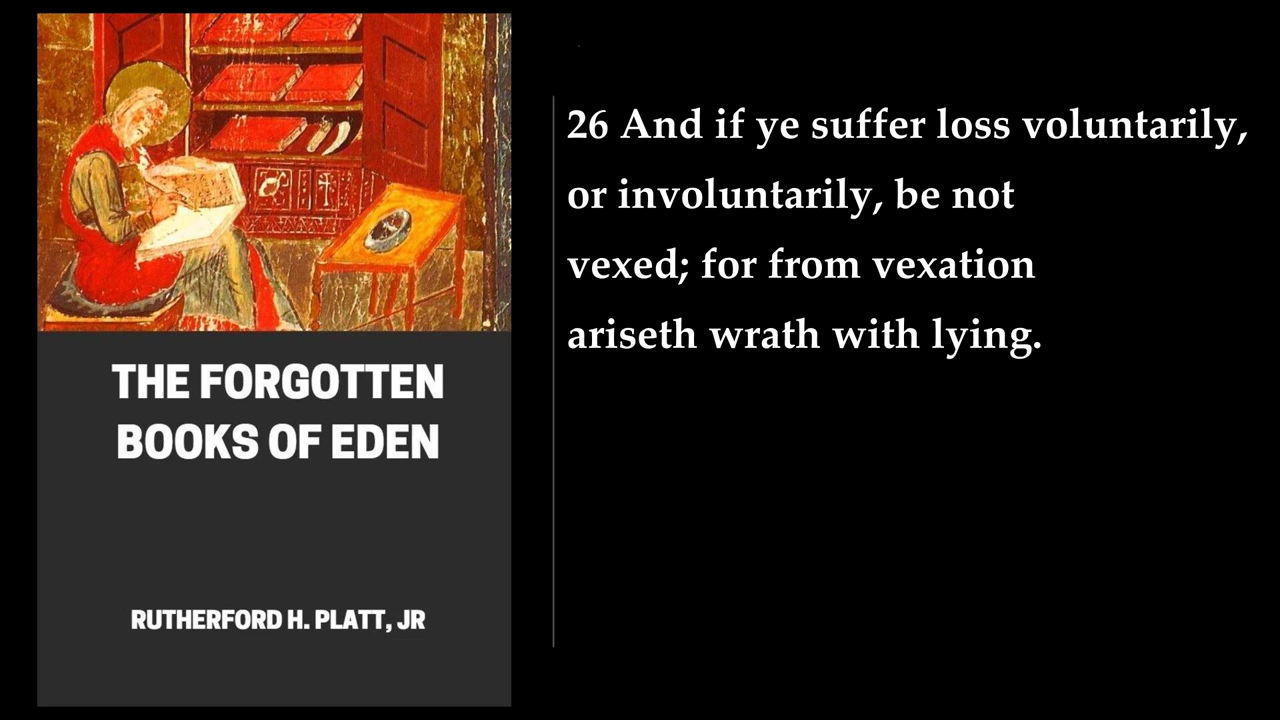 THE FORGOTTEN
BOOKS OF EDEN
RUTHERFORD H. PLATT, JR
26 And if ye suffer loss voluntarily,
or involuntarily, be not
vexed; for from vexation
ariseth wrath with lying.